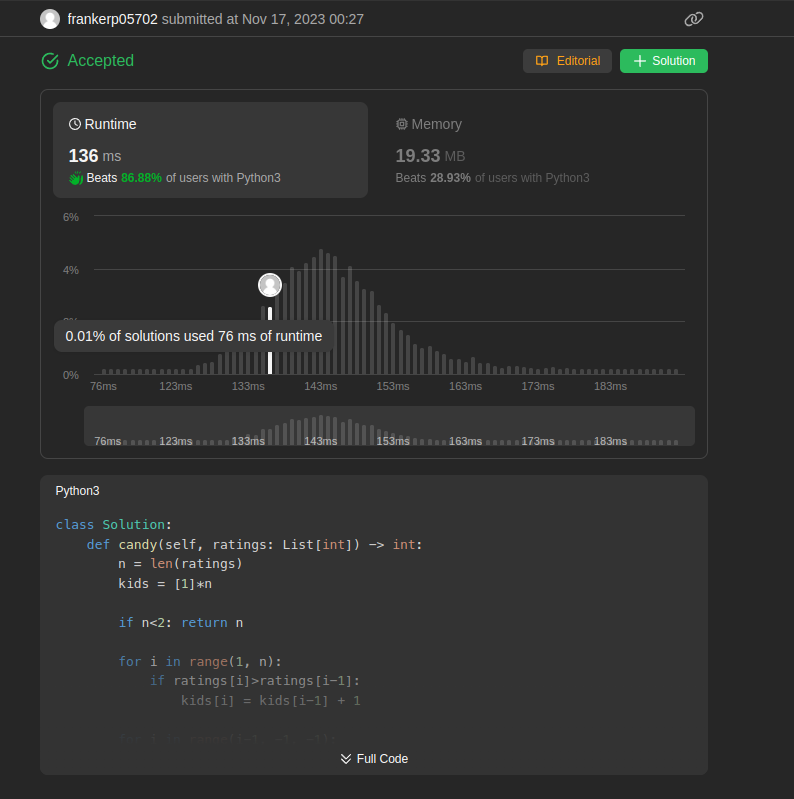 frankerp05702 submitted at Nov 17, 2023 00:27
Accepted
Editorial
Solution
Runtime
Memory
136 ms
19.33 MB
Beats 86.88% of users with Python3
Beats 28.93% of users with Python3
6%
4%
0.01% of solutions used 76 ms of runtime
0%
76ms 123ms 133ms 143ms 153ms 163ms 173ms 183ms
76ms 123ms 133ms 143ms 153ms 163ms 173ms 183ms
Python3
class Solution:
def candy(self, ratings: List[int]) -> int:
n = len(ratings)
kids = [1]*n
if n<2: return n
for i in range(1, n):
if ratings[i]>ratings[i-1]:
kids[i] = kids[i-1] + 1
Full Code